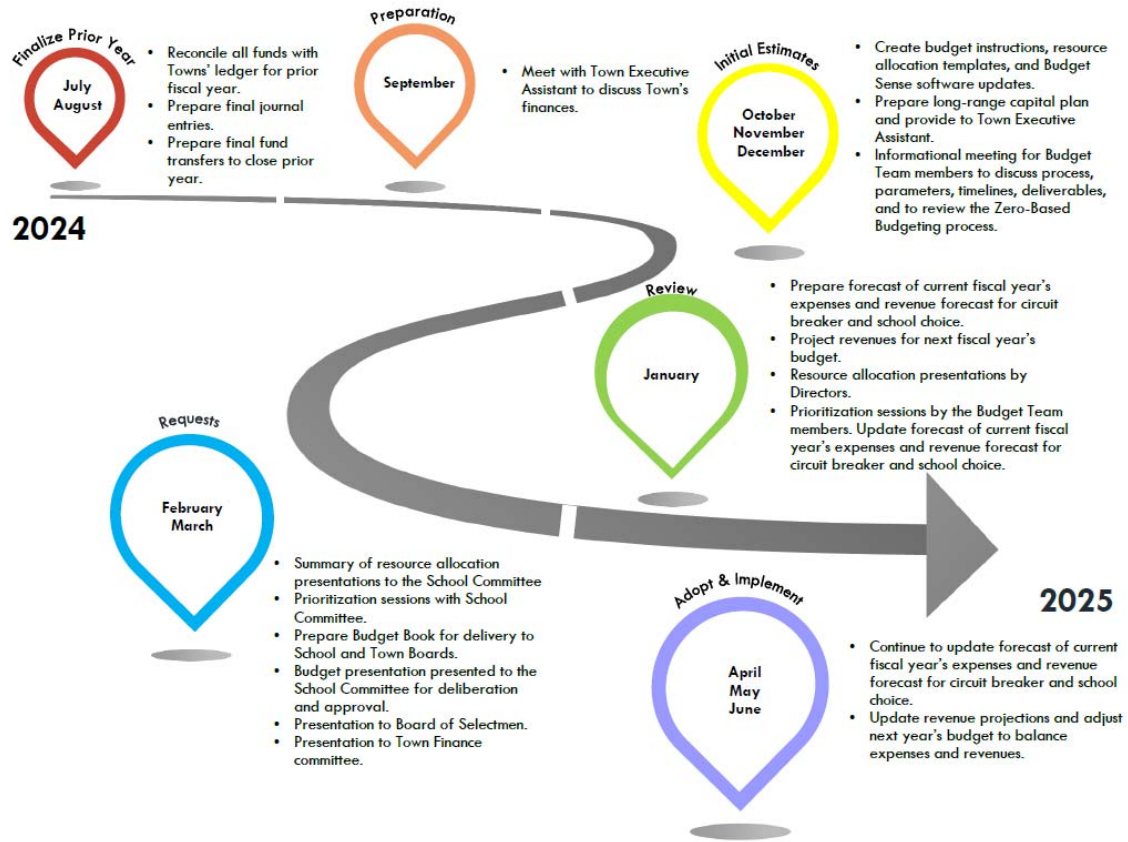 Finalize Prior Year
July
August
• Reconcile all funds with
Towns' ledger for prior
fiscal year.
• Prepare final journal
entries.
• Prepare final fund
transfers to close prior
year.
Preparation
September
• Meet with Town Executive
Assistant to discuss Town's
finances.
Initial Estimates
October
November
December
• Create budget instructions, resource
allocation templates, and Budget
Sense software updates.
• Prepare long-range capital plan
and provide to Town Executive
Assistant.
• Informational meeting for Budget
Team members to discuss process,
parameters, timelines, deliverables,
and to review the Zero-Based
Budgeting process.
2024
Review
January
• Prepare forecast of current fiscal year's
expenses and revenue forecast for circuit
breaker and school choice.
• Project revenues for next fiscal year's
budget.
• Resource allocation presentations by
Directors.
• Prioritization sessions by the Budget Team
members. Update forecast of current fiscal
year's expenses and revenue forecast for
circuit breaker and school choice.
Requests
February
March
• Summary of resource allocation
presentations to the School Committee
• Prioritization sessions with School
Committee.
• Prepare Budget Book for delivery to
School and Town Boards.
• Budget presentation presented to the
School Committee for deliberation
and approval.
• Presentation to Board of Selectmen.
• Presentation to Town Finance
committee.
2025
Adopt & Implement
April
May
June
• Continue to update forecast of current
fiscal year's expenses and revenue
forecast for circuit breaker and school
choice.
• Update revenue projections and adjust
next year's budget to balance
expenses and revenues.